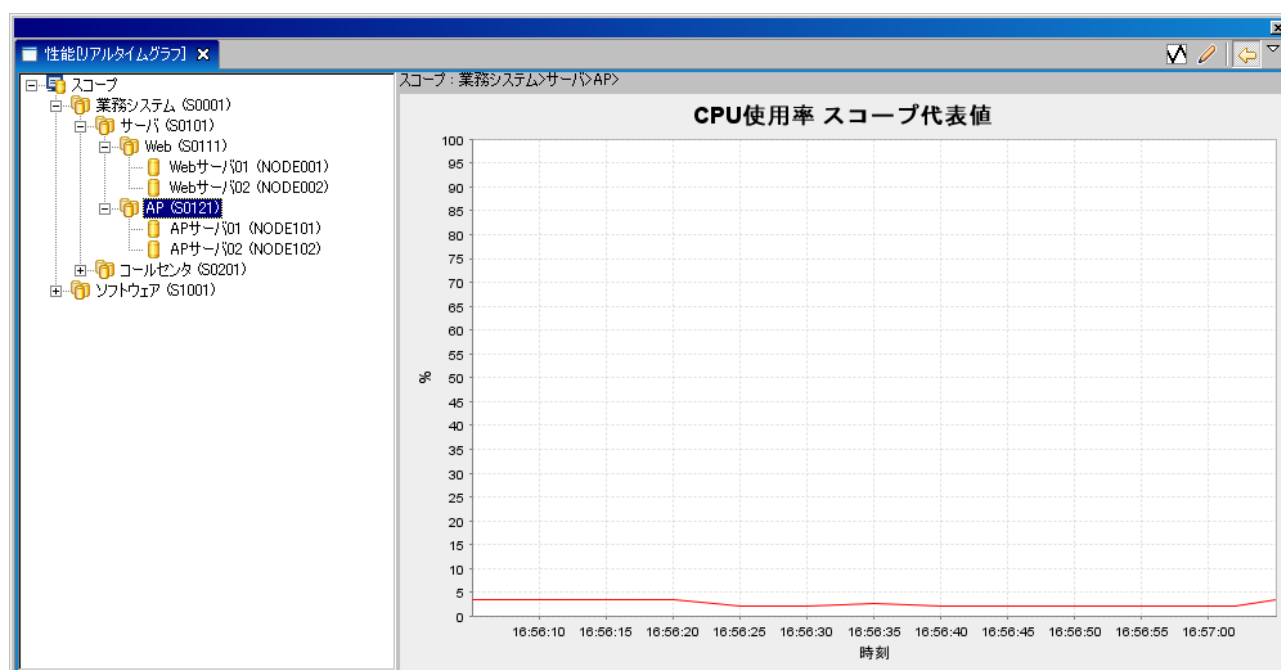 性能[リアルタイムグラフ]
スコープ
業務システム (S0001)
サーバ (S0101)
Web (S0111)
Webサーバ01 (NODE001)
Webサーバ02 (NODE002)
AP (S0121)
APサーバ01 (NODE101)
APサーバ02 (NODE102)
コールセンタ (S0201)
ソフトウェア (S1001)
スコープ : 業務システム>サーバ>AP>
CPU使用率 スコープ代表値
100
95
90
85
80
75
70
65
60
55
50
45
40
35
30
25
20
15
10
5
0
%
16:56:10 16:56:15 16:56:20 16:56:25 16:56:30 16:56:35 16:56:40 16:56:45 16:56:50 16:56:55 16:57:00
時刻